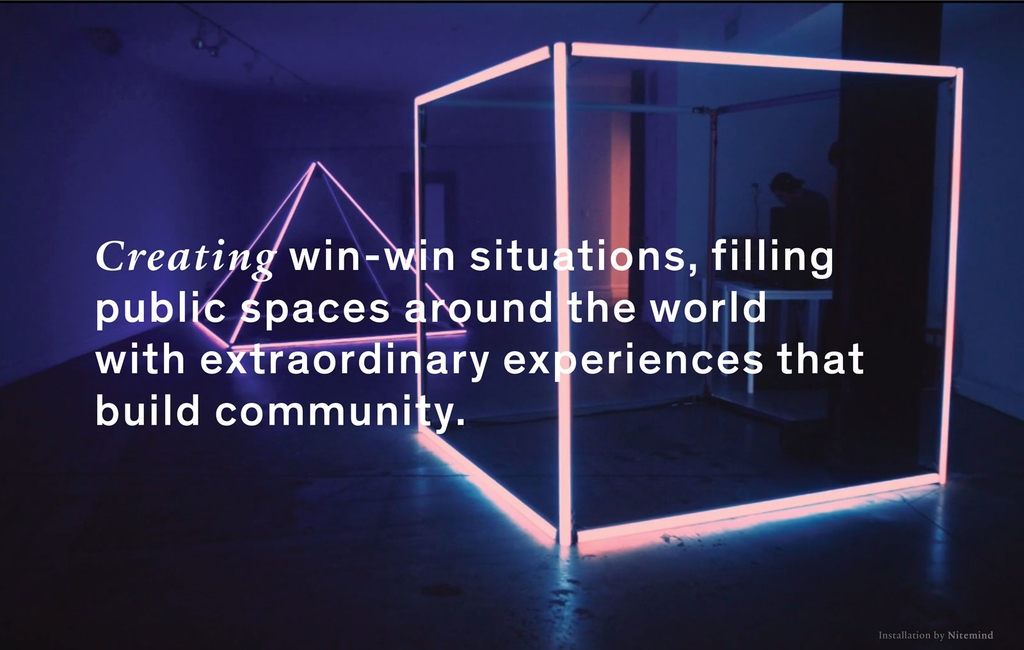 Creating win-win situations, filling
public spaces around the world
with extraordinary experiences that
build community.
Installation by Nitemind